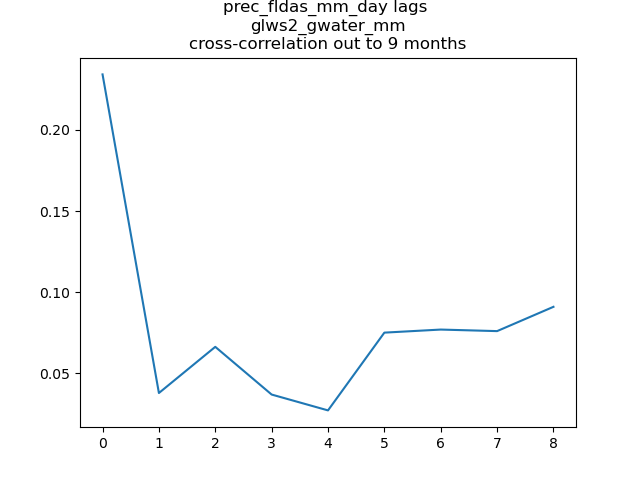 prec_fldas_mm_day lags
glws2_gwater_mm
cross-correlation out to 9 months
0.20
0.15
0.10
0.05
0 1 2 3 4 5 6 7 8